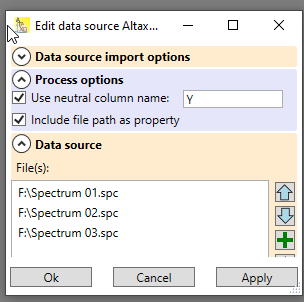 Edit data source Altax...
Data source import options
Process options
Use neutral column name: Y
Include file path as property
Data source
File(s):
F:\Spectrum 01.spc
F:\Spectrum 02.spc
F:\Spectrum 03.spc
Ok Cancel Apply